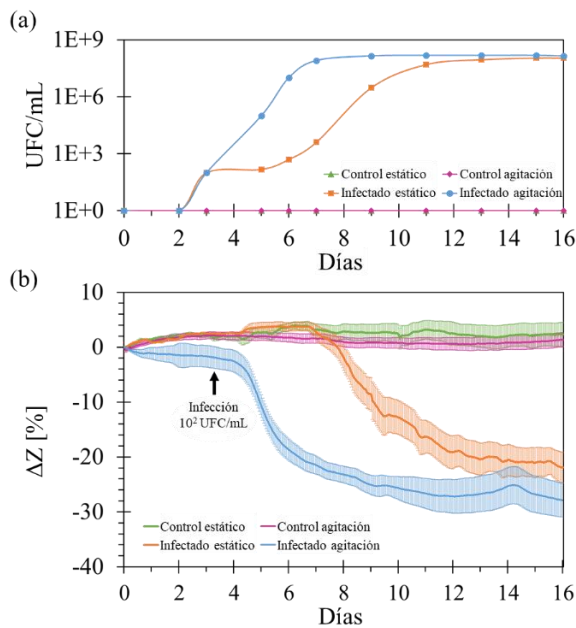 (a)
1E+9
1E+6
1E+3
1E+0
UFC/mL
Control estático Control agitación
Infectado estático Infectado agitación
0 2 4 6 8 10 12 14 16
Días
(b)
10
0
-10
-20
-30
-40
ΔZ [%]
Infección
10² UFC/mL
Control estático Control agitación
Infectado estático Infectado agitación
0 2 4 6 8 10 12 14 16
Días